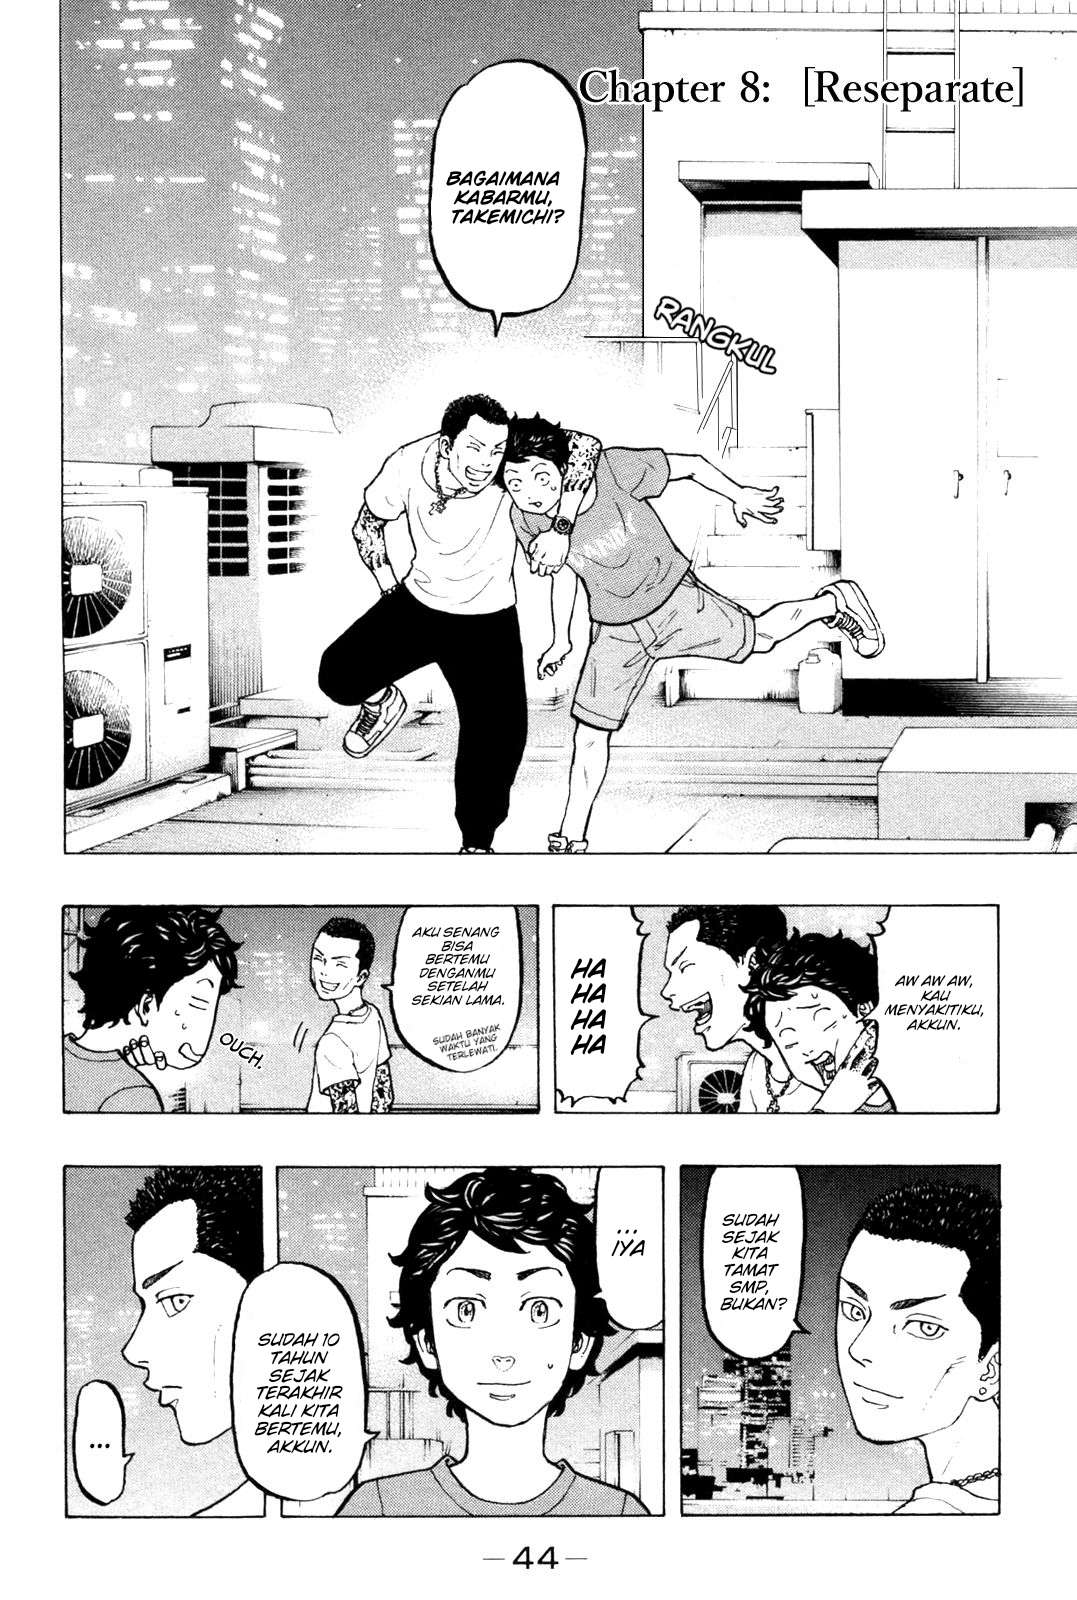 Chapter 8: [Reseparate]
BAGAIMANA
KABARMU,
TAKEMICHI?
RANGKUL
AW AW AW,
KAU
MENYAKITIKU,
AKKUN.
HA
HA
HA
HA
AKU SENANG
BISA
BERTEMU
DENGANMU
SETELAH
SEKIAN LAMA.
SUDAH BANYAK
WAKTU YANG
TERLEWATI.
OUCH.
SUDAH
SEJAK
KITA
TAMAT
SMP,
BUKAN?
...
IYA
SUDAH 10
TAHUN
SEJAK
TERAKHIR
KALI KITA
BERTEMU,
AKKUN.
...
—44—